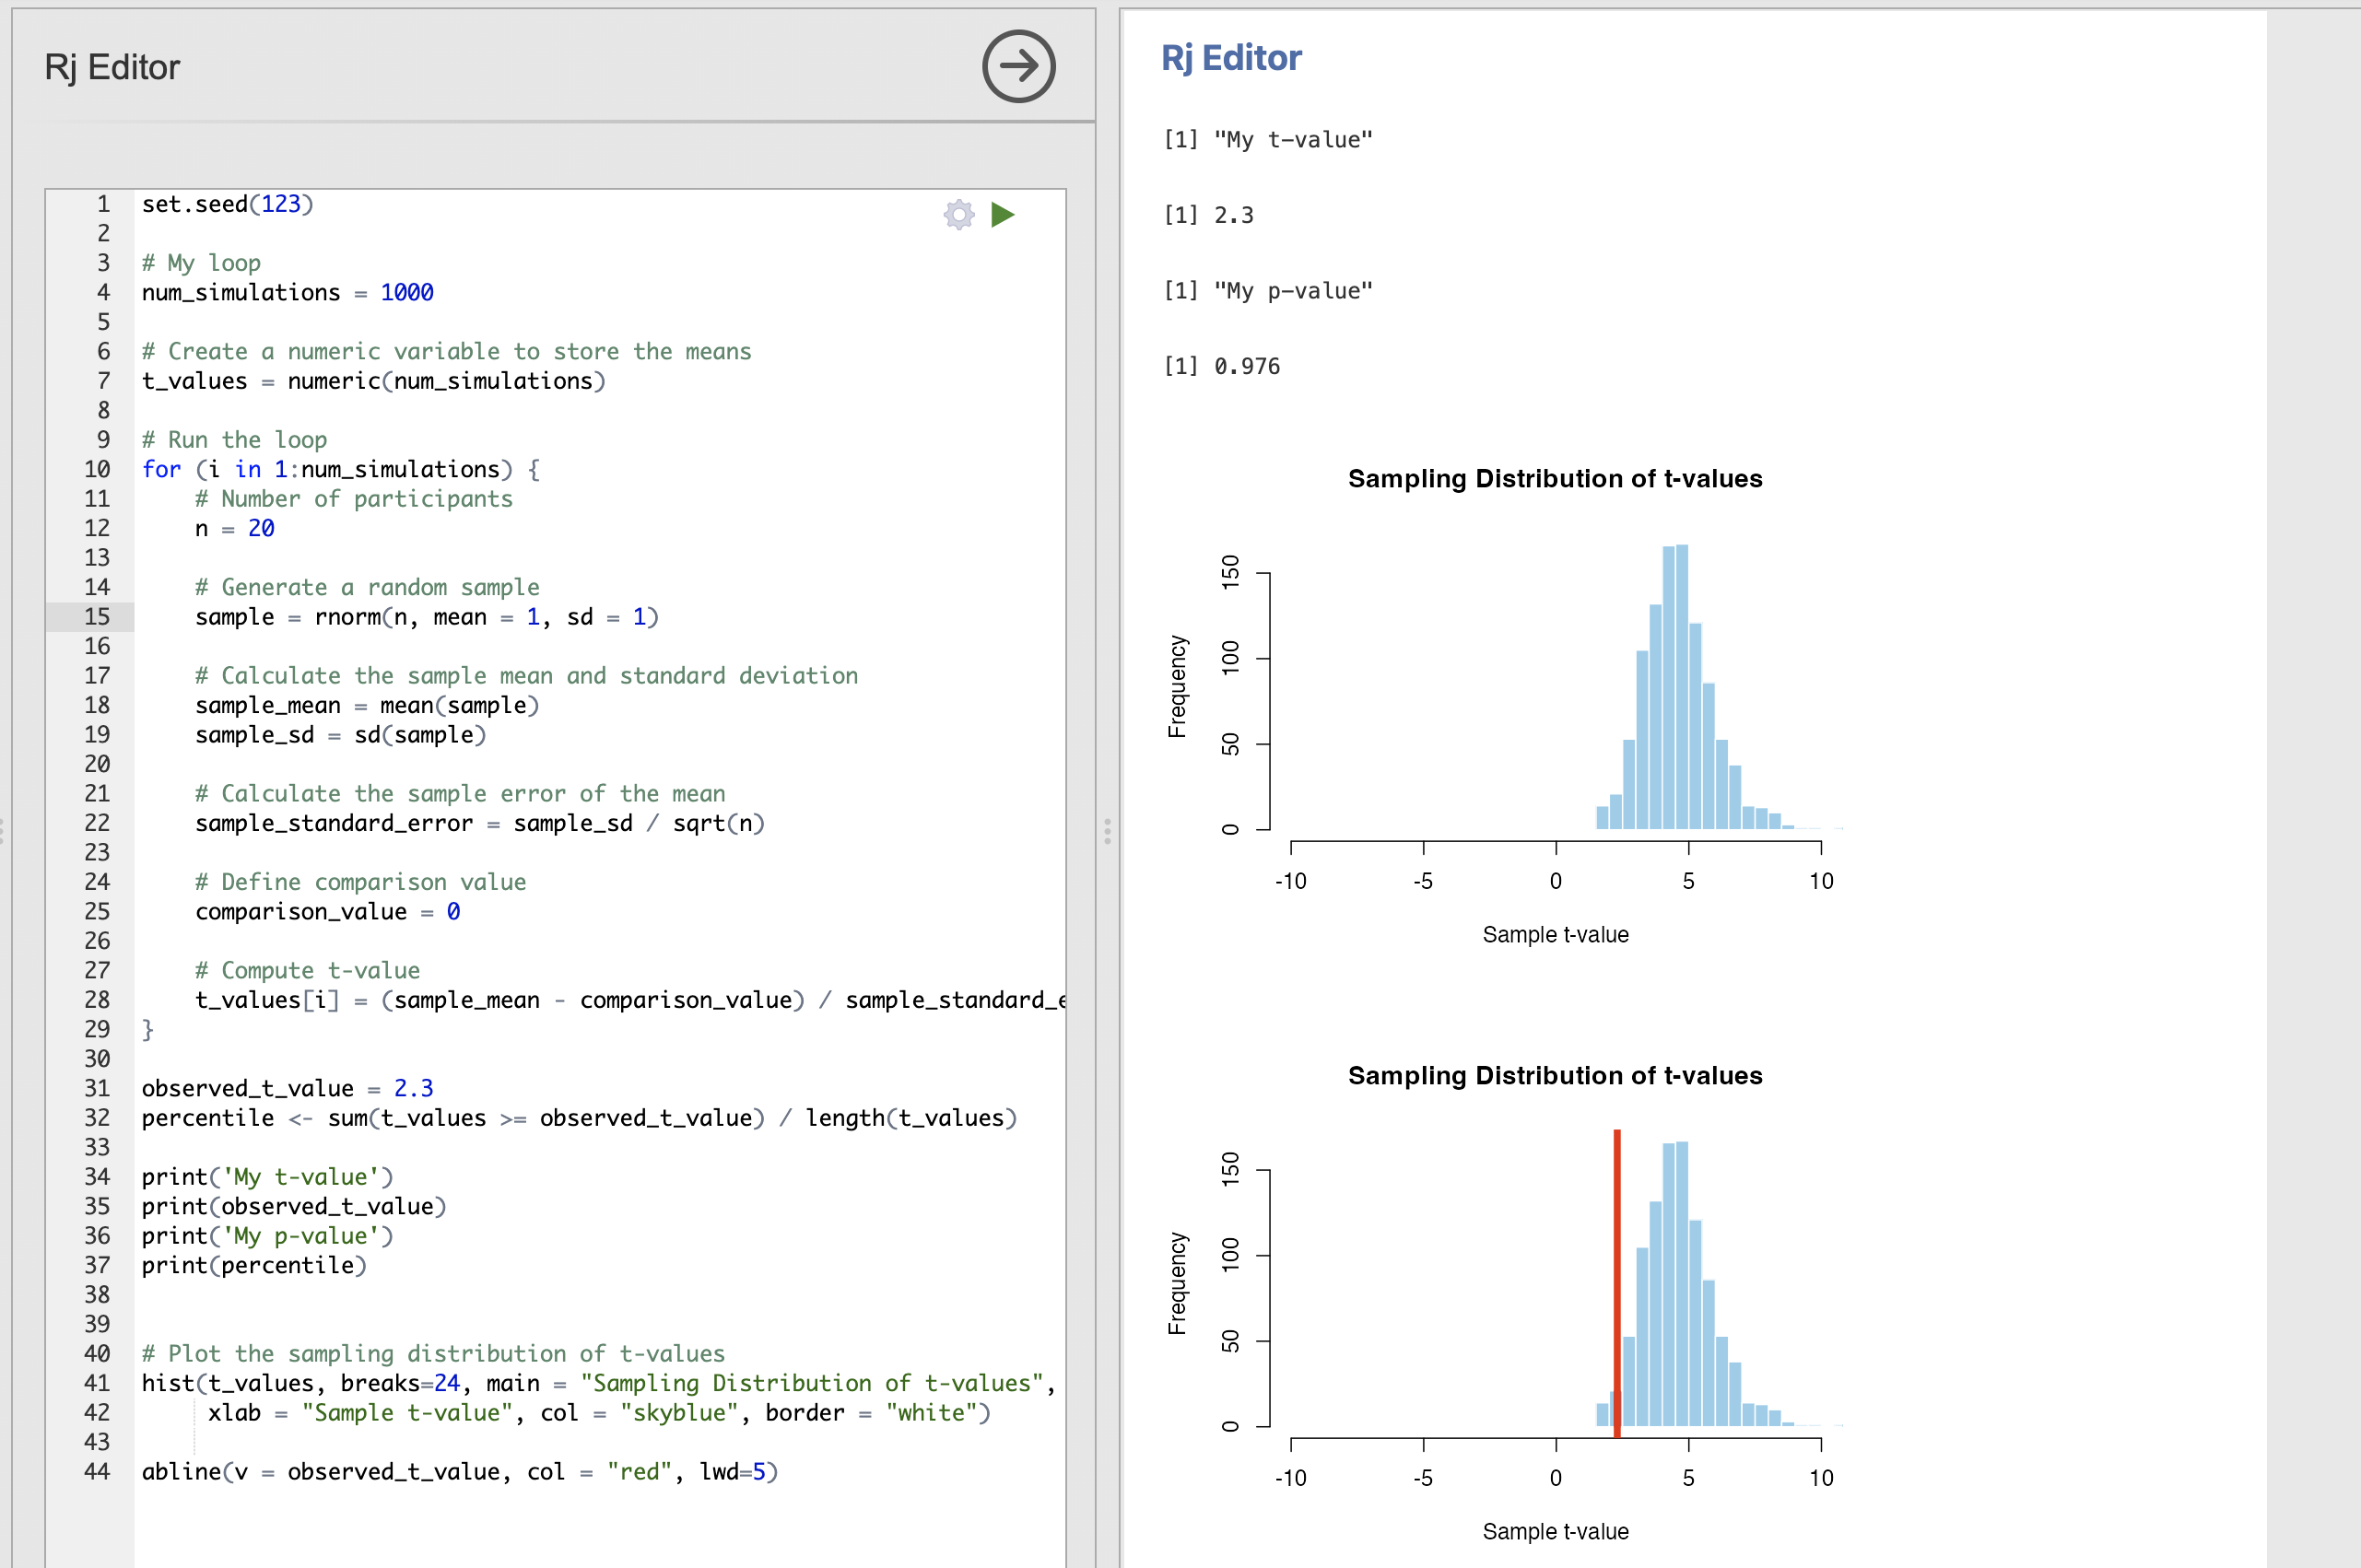 Rj Editor
1 set.seed(123)
2
3 # My loop
4 num_simulations = 1000
5
6 # Create a numeric variable to store the means
7 t_values = numeric(num_simulations)
8
9 # Run the loop
10 for (i in 1:num_simulations) {
11 # Number of participants
12 n = 20
13
14 # Generate a random sample
15 sample = rnorm(n, mean = 1, sd = 1)
16
17 # Calculate the sample mean and standard deviation
18 sample_mean = mean(sample)
19 sample_sd = sd(sample)
20
21 # Calculate the sample error of the mean
22 sample_standard_error = sample_sd / sqrt(n)
23
24 # Define comparison value
25 comparison_value = 0
26
27 # Compute t-value
28 t_values[i] = (sample_mean - comparison_value) / sample_standard_e
29 }
30
31 observed_t_value = 2.3
32 percentile <- sum(t_values >= observed_t_value) / length(t_values)
33
34 print('My t-value')
35 print(observed_t_value)
36 print('My p-value')
37 print(percentile)
38
39
40 # Plot the sampling distribution of t-values
41 hist(t_values, breaks=24, main = "Sampling Distribution of t-values",
42 xlab = "Sample t-value", col = "skyblue", border = "white")
43
44 abline(v = observed_t_value, col = "red", lwd=5)
Rj Editor
[1] "My t-value"
[1] 2.3
[1] "My p-value"
[1] 0.976
Sampling Distribution of t-values
Frequency
150
100
50
0
-10 -5 0 5 10
Sample t-value
Sampling Distribution of t-values
Frequency
150
100
50
0
-10 -5 0 5 10
Sample t-value